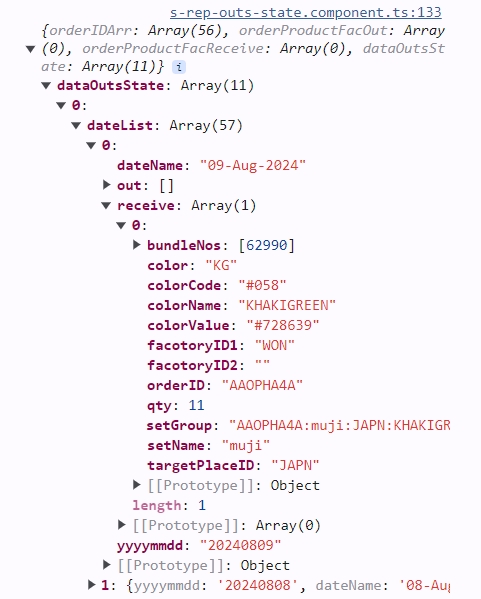 s-rep-outs-state.component.ts:133
{orderIDArr: Array(56), orderProductFacOut: Array
(0), orderProductFacReceive: Array(0), dataOutsSt
ate: Array(11)} i
dataOutsState: Array(11)
0:
dateList: Array(57)
0:
dateName: "09-Aug-2024"
out: []
receive: Array(1)
0:
bundleNos: [62990]
color: "KG"
colorCode: "#058"
colorName: "KHAKIGREEN"
colorValue: "#728639"
facotoryID1: "WON"
facotoryID2: ""
orderID: "AAOPHA4A"
qty: 11
setGroup: "AAOPHA4A:muji:JAPN:KHAKIGR
setName: "muji"
targetPlaceID: "JAPN"
[[Prototype]]: Object
length: 1
[[Prototype]]: Array(0)
yyyymmdd: "20240809"
[[Prototype]]: Object
1: {yyyymmdd: '20240808', dateName: '08-Aug